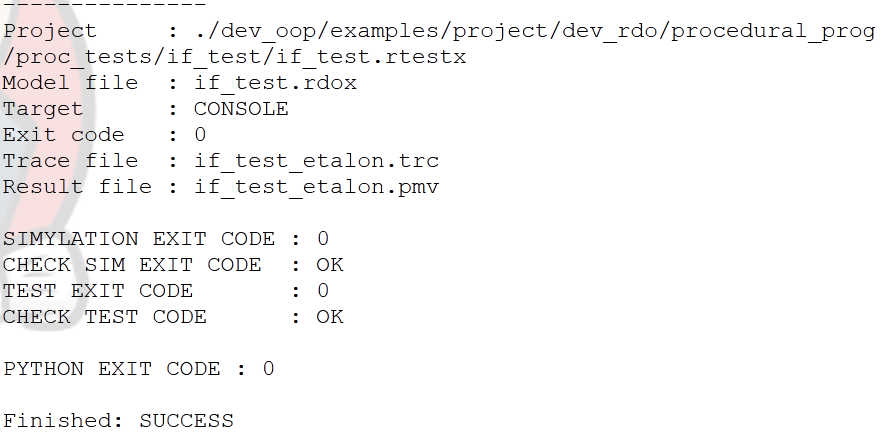 ---------------
Project     : ./dev_oop/examples/project/dev_rdo/procedural_prog
/proc_tests/if_test/if_test.rtestx
Model file  : if_test.rdox
Target      : CONSOLE
Exit code   : 0
Trace file  : if_test_etalon.trc
Result file : if_test_etalon.pmv

SIMYLATION EXIT CODE : 0
CHECK SIM EXIT CODE  : OK
TEST EXIT CODE       : 0
CHECK TEST CODE      : OK

PYTHON EXIT CODE : 0

Finished: SUCCESS